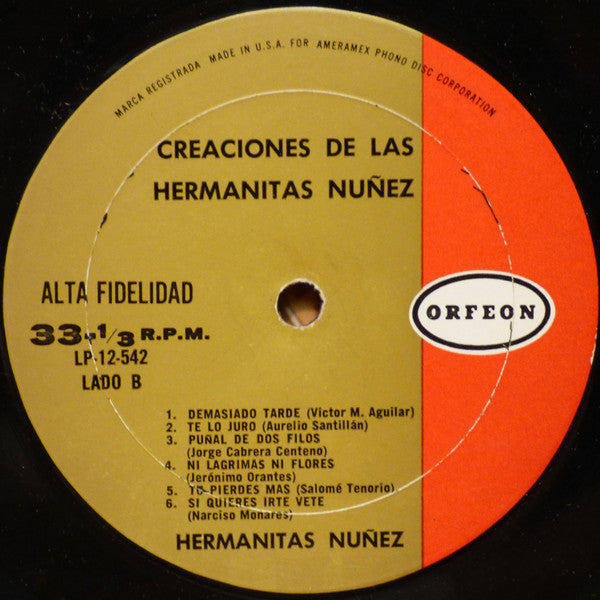 MARCA REGISTRADA MADE IN U.S.A. FOR AMERAMEX PHONO DISC CORPORATION
CREACIONES DE LAS
HERMANITAS NUÑEZ
ORFEON
ALTA FIDELIDAD
33 1/3 R.P.M.
LP-12-542
LADO B
1. DEMASIADO TARDE (Victor M. Aguilar)
2. TE LO JURO (Aurelio Santillán)
3. PUÑAL DE DOS FILOS
(Jorge Cabrera Centeno)
4. NI LAGRIMAS NI FLORES
(Jerónimo Orantes)
5. TU PIERDES MAS (Salomé Tenorio)
6. SI QUIERES IRTE VETE
(Narciso Monares)
HERMANITAS NUÑEZ